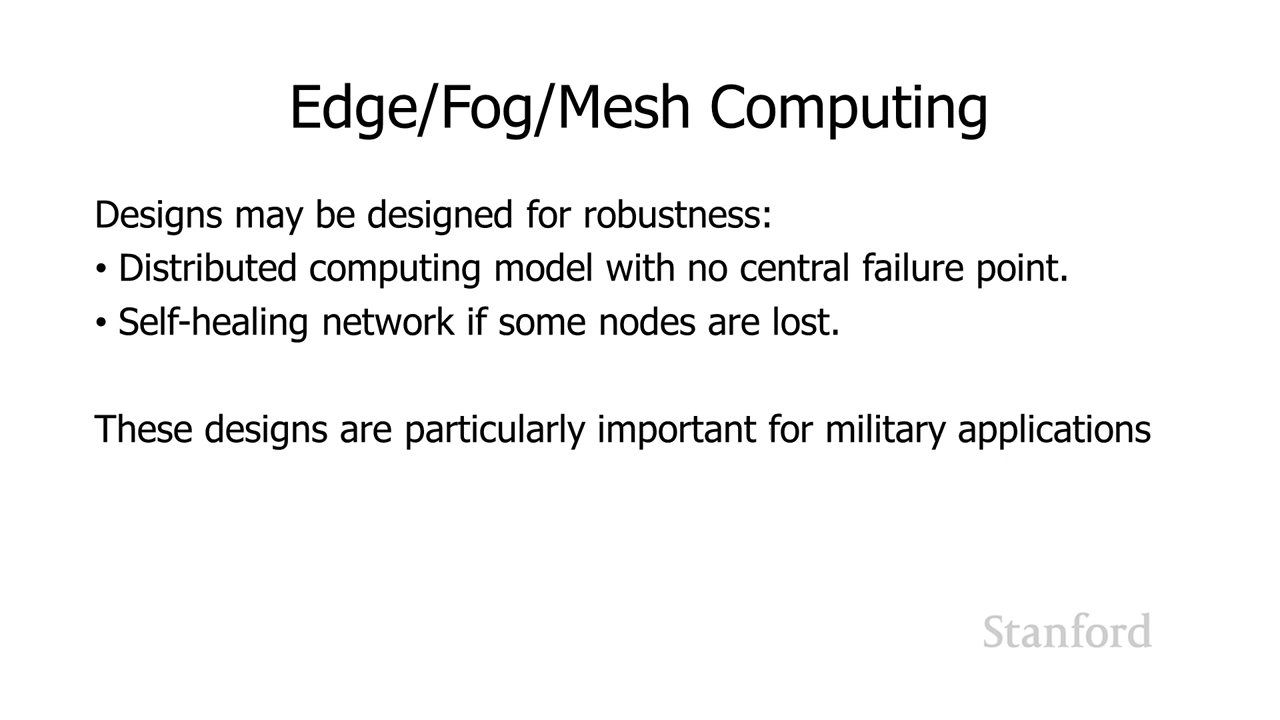 Edge/Fog/Mesh Computing
Designs may be designed for robustness:
• Distributed computing model with no central failure point.
• Self-healing network if some nodes are lost.
These designs are particularly important for military applications
Stanford